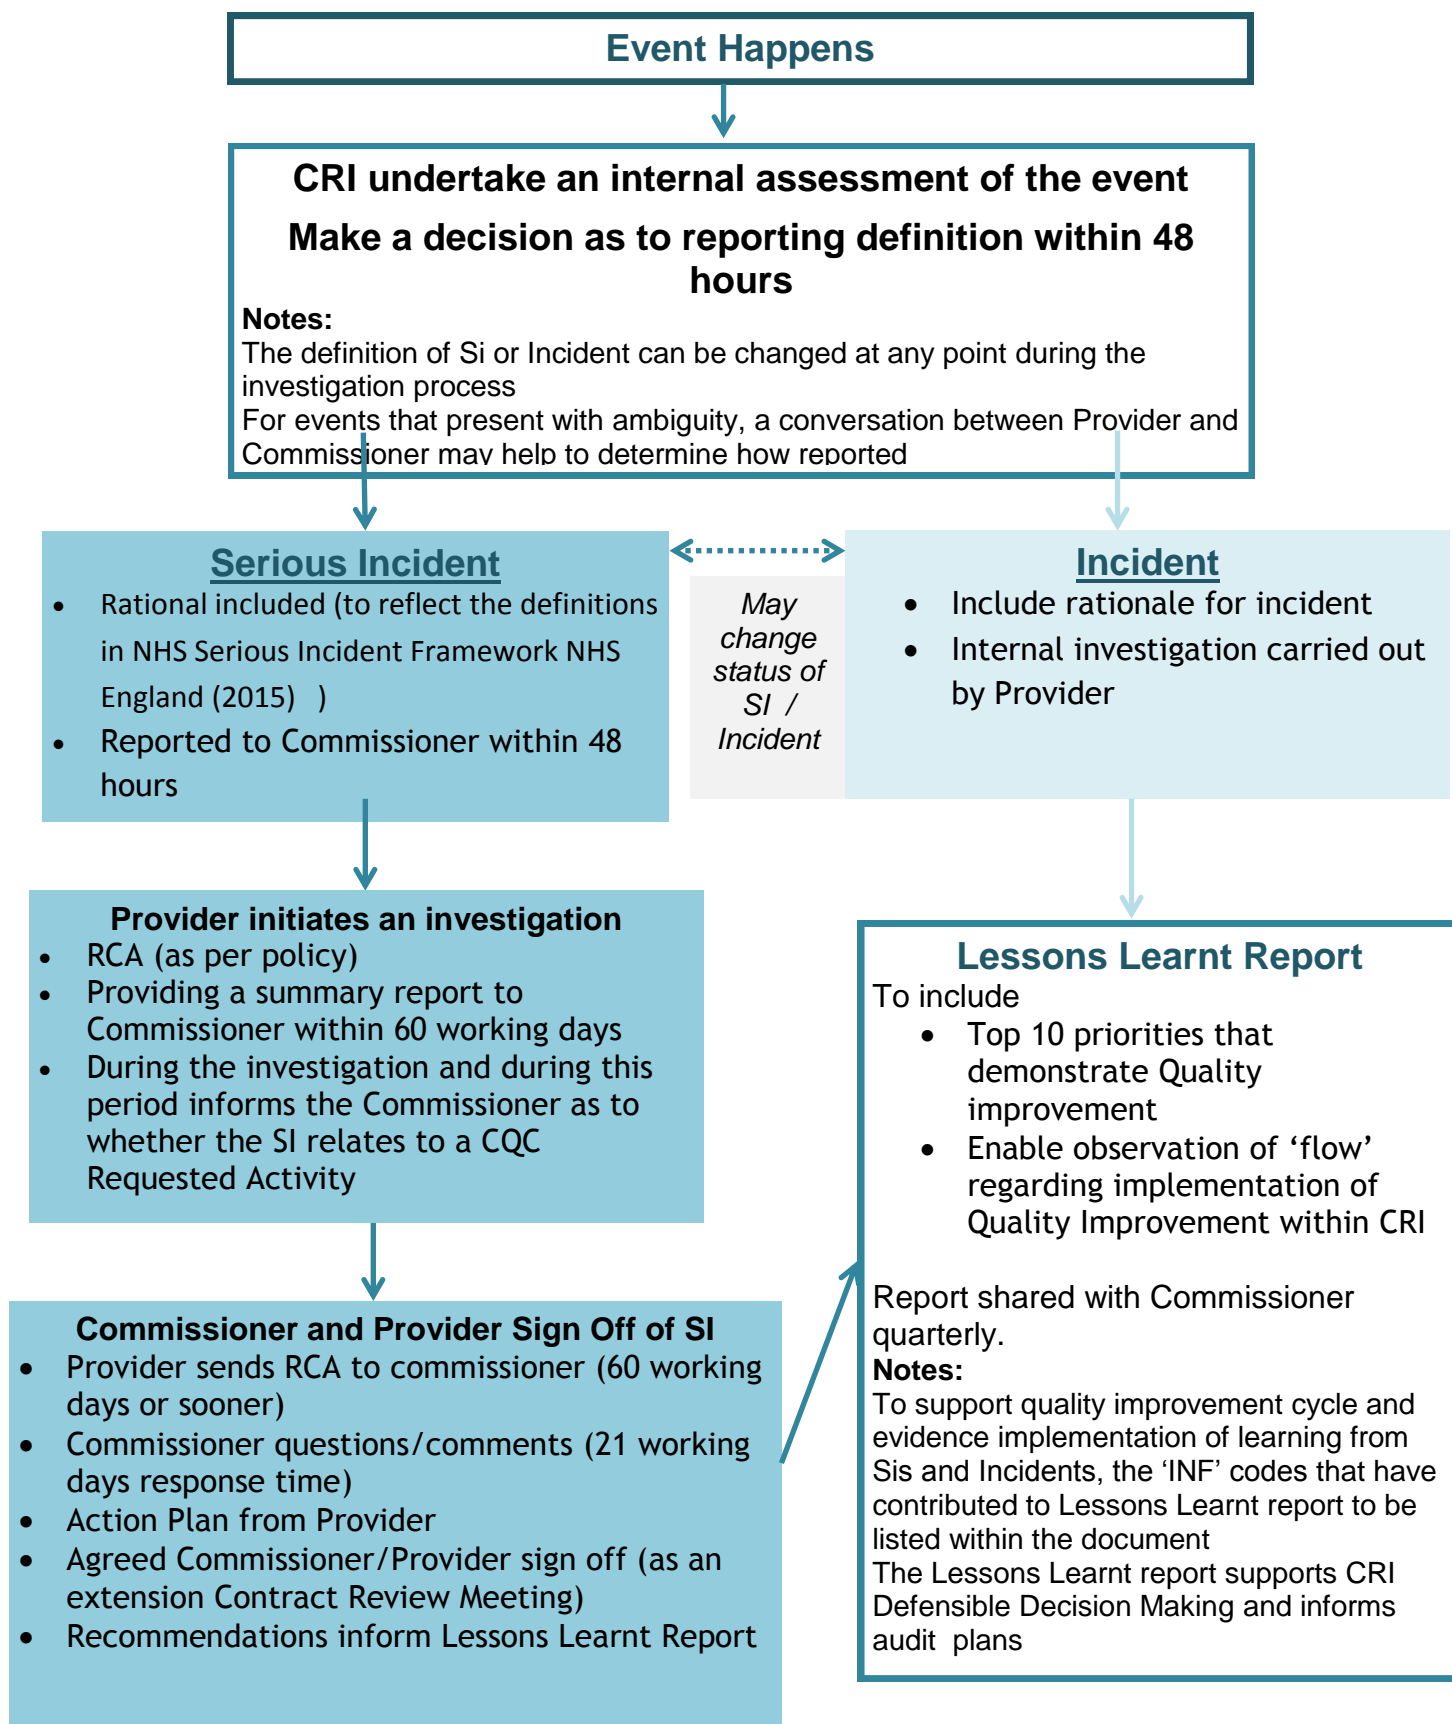 Event Happens
CRI undertake an internal assessment of the event
Make a decision as to reporting definition within 48
hours
Notes:
The definition of Si or Incident can be changed at any point during the
investigation process
For events that present with ambiguity, a conversation between Provider and
Commissioner may help to determine how reported
Serious Incident
• Rational included (to reflect the definitions
in NHS Serious Incident Framework NHS
England (2015) )
• Reported to Commissioner within 48
hours
May
change
status of
SI /
Incident
Incident
• Include rationale for incident
• Internal investigation carried out
by Provider
Provider initiates an investigation
• RCA (as per policy)
• Providing a summary report to
Commissioner within 60 working days
• During the investigation and during this
period informs the Commissioner as to
whether the SI relates to a CQC
Requested Activity
Commissioner and Provider Sign Off of SI
• Provider sends RCA to commissioner (60 working
days or sooner)
• Commissioner questions/comments (21 working
days response time)
• Action Plan from Provider
• Agreed Commissioner/Provider sign off (as an
extension Contract Review Meeting)
• Recommendations inform Lessons Learnt Report
Lessons Learnt Report
To include
• Top 10 priorities that
demonstrate Quality
improvement
• Enable observation of ‘flow’
regarding implementation of
Quality Improvement within CRI
Report shared with Commissioner
quarterly.
Notes:
To support quality improvement cycle and
evidence implementation of learning from
Sis and Incidents, the ‘INF’ codes that have
contributed to Lessons Learnt report to be
listed within the document
The Lessons Learnt report supports CRI
Defensible Decision Making and informs
audit plans